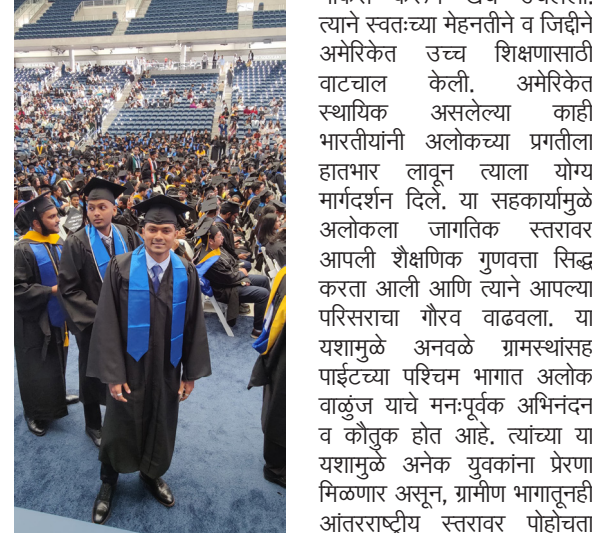 त्याने स्वतःच्या मेहनतीने व जिद्दीने
अमेरिकेत उच्च शिक्षणासाठी
वाटचाल केली. अमेरिकेत
स्थायिक असलेल्या काही
भारतीयांनी अलोकच्या प्रगतीला
हातभार लावून त्याला योग्य
मार्गदर्शन दिले. या सहकार्यामुळे
अलोकला जागतिक स्तरावर
आपली शैक्षणिक गुणवत्ता सिद्ध
करता आली आणि त्याने आपल्या
परिसराचा गौरव वाढवला. या
यशामुळे अनवळे ग्रामस्थांसह
पाईटच्या पश्चिम भागात अलोक
वाळुंज याचे मनःपूर्वक अभिनंदन
व कौतुक होत आहे. त्यांच्या या
यशामुळे अनेक युवकांना प्रेरणा
मिळणार असून, ग्रामीण भागातूनही
आंतरराष्ट्रीय स्तरावर पोहोचता